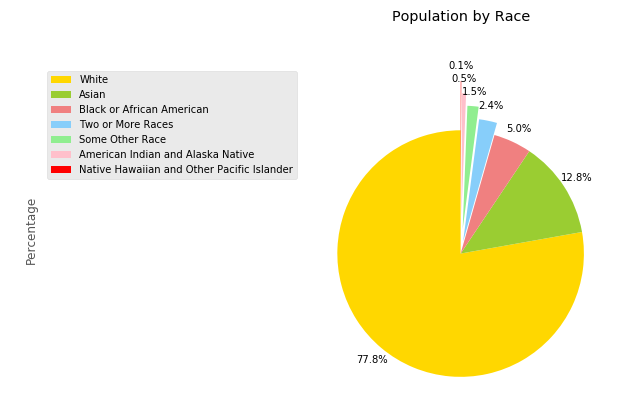 Population by Race
White
Asian
Black or African American
Two or More Races
Some Other Race
American Indian and Alaska Native
Native Hawaiian and Other Pacific Islander
Percentage
0.1%
0.5%
1.5%
2.4%
5.0%
12.8%
77.8%